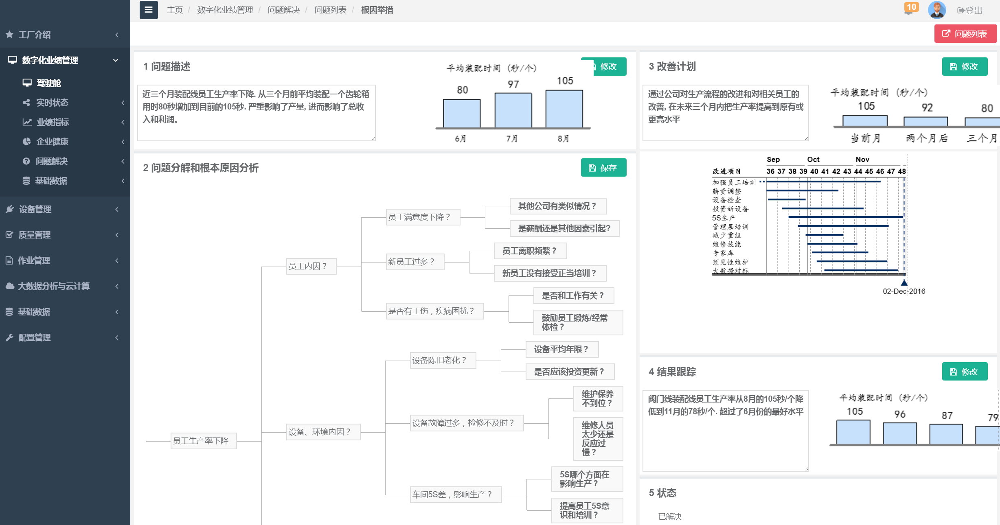 主页 / 数字化业绩管理 / 问题解决 / 问题列表 / 根因举措
10
登出
问题列表
工厂介绍
数字化业绩管理
驾驶舱
实时状态
业绩指标
企业健康
问题解决
基础数据
设备管理
质量管理
作业管理
大数据分析与云计算
基础数据
配置管理
1 问题描述
修改
近三个月装配线员工生产率下降. 从三个月前平均装配一个齿轮箱
用时80秒增加到目前的105秒. 严重影响了产量, 进而影响了总收
入和利润。
平均装配时间 (秒/个)
80 97 105
6月 7月 8月
2 问题分解和根本原因分析
保存
员工生产率下降
员工内因？
员工满意度下降？
其他公司有类似情况？
是薪酬还是其他因素引起?
新员工过多？
员工离职频繁？
新员工没有接受正当培训？
是否有工伤，疾病困扰？
是否和工作有关？
鼓励员工锻炼/经常
体检？
设备、环境内因？
设备陈旧老化？
设备平均年限？
是否应该投资更新？
设备故障过多，检修不及时？
维护保养
不到位？
维修人员
太少还是
反应过
慢？
车间5S差，影响生产？
5S哪个方面在
影响生产？
提高员工5S意
识和培训？
3 改善计划
修改
通过公司对生产流程的改进和对相关员工的
改善, 在未来三个月内把生产率提高到原有或
更高水平
平均装配时间 (秒/个)
105 92 80
当前月 两个月后 三个月
Sep Oct Nov
改进项目 36 37 38 39 40 41 42 43 44 45 46 47 48
加强员工培训
薪资调整
设备检查
投资新设备
5S生产
管理层培训
减少重组
维修技能
专家库
预见性维护
大数据对标
02-Dec-2016
4 结果跟踪
修改
阀门线装配线员工生产率从8月的105秒/个降
低到11月的78秒/个. 超过了6月份的最好水平
平均装配时间 (秒/个)
105 96 87 79
5 状态
已解决